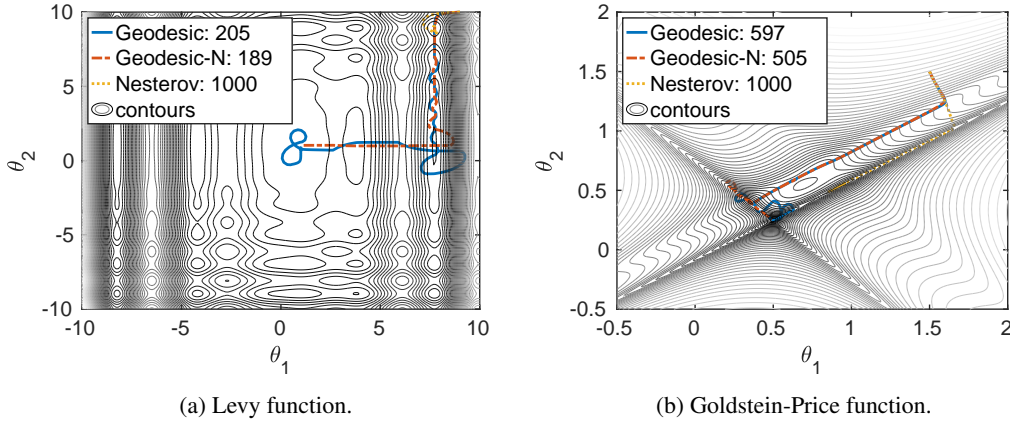 10
5
0
-5
-10
θ2
Geodesic: 205
Geodesic-N: 189
Nesterov: 1000
contours
-10
-5
0
5
10
θ1
(a) Levy function.
2
1.5
1
0.5
0
-0.5
θ2
Geodesic: 597
Geodesic-N: 505
Nesterov: 1000
contours
-0.5
0
0.5
1
1.5
2
θ1
(b) Goldstein-Price function.